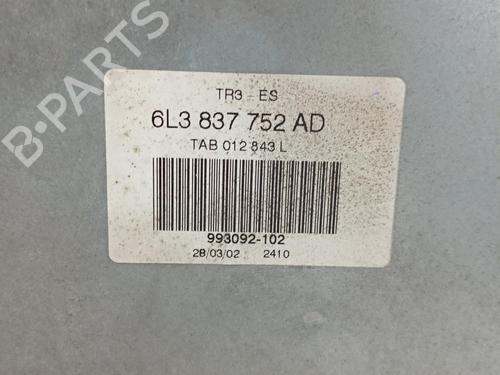 B-PARTS
TR3 - ES
6L3 837 752 AD
TAB 012 843 L
993092-102
28/03/02 2410